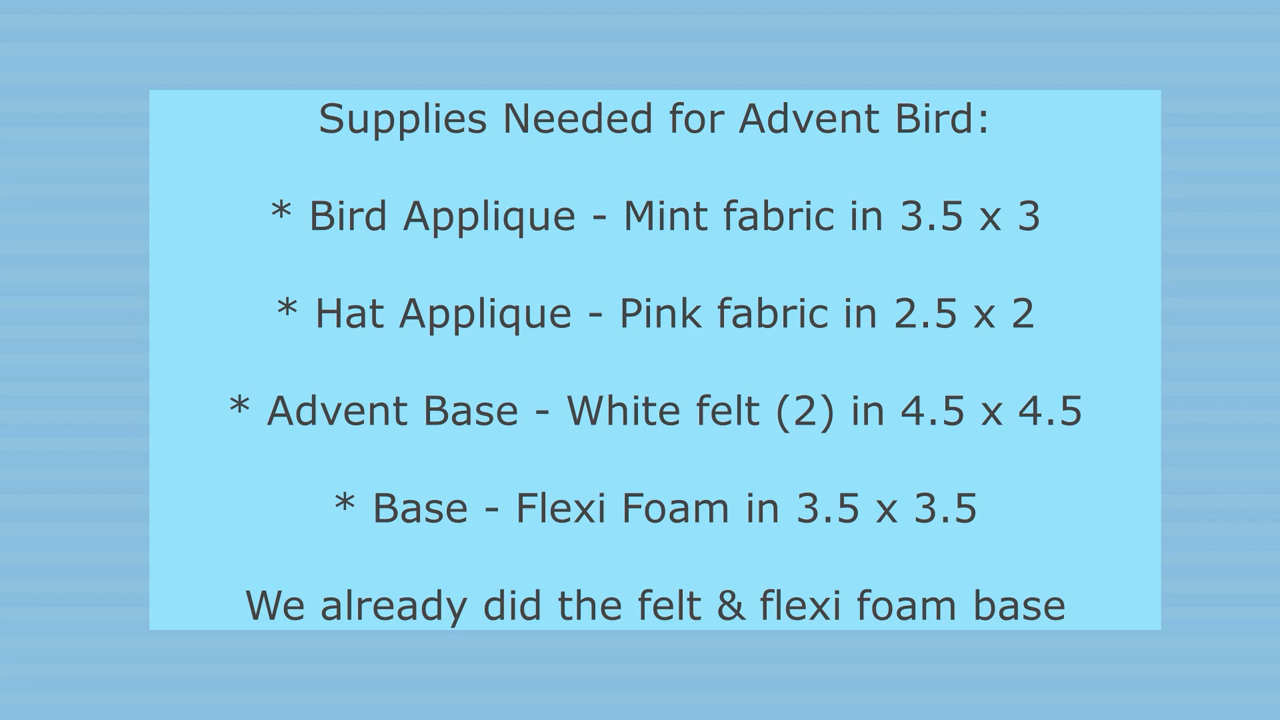 Supplies Needed for Advent Bird:
* Bird Applique - Mint fabric in 3.5 x 3
* Hat Applique - Pink fabric in 2.5 x 2
* Advent Base - White felt (2) in 4.5 x 4.5
* Base - Flexi Foam in 3.5 x 3.5
We already did the felt & flexi foam base